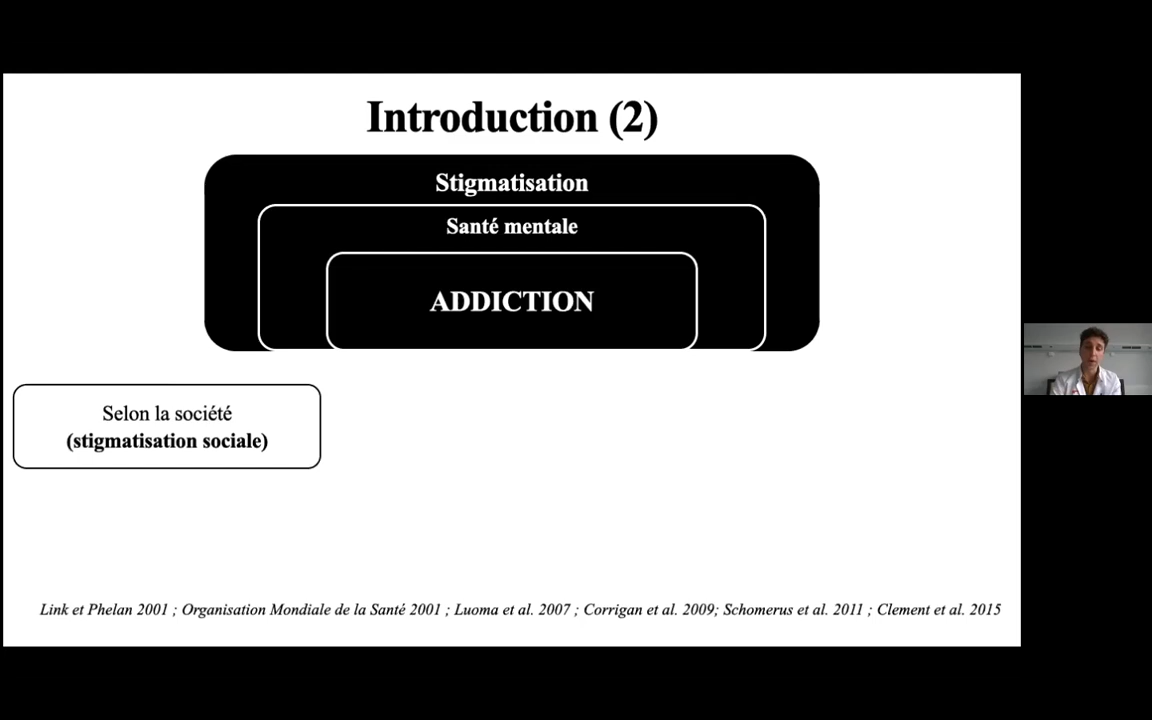 Introduction (2)
Stigmatisation
Santé mentale
ADDICTION
Selon la société
(stigmatisation sociale)
Link et Phelan 2001 ; Organisation Mondiale de la Santé 2001 ; Luoma et al. 2007 ; Corrigan et al. 2009; Schomerus et al. 2011 ; Clement et al. 2015